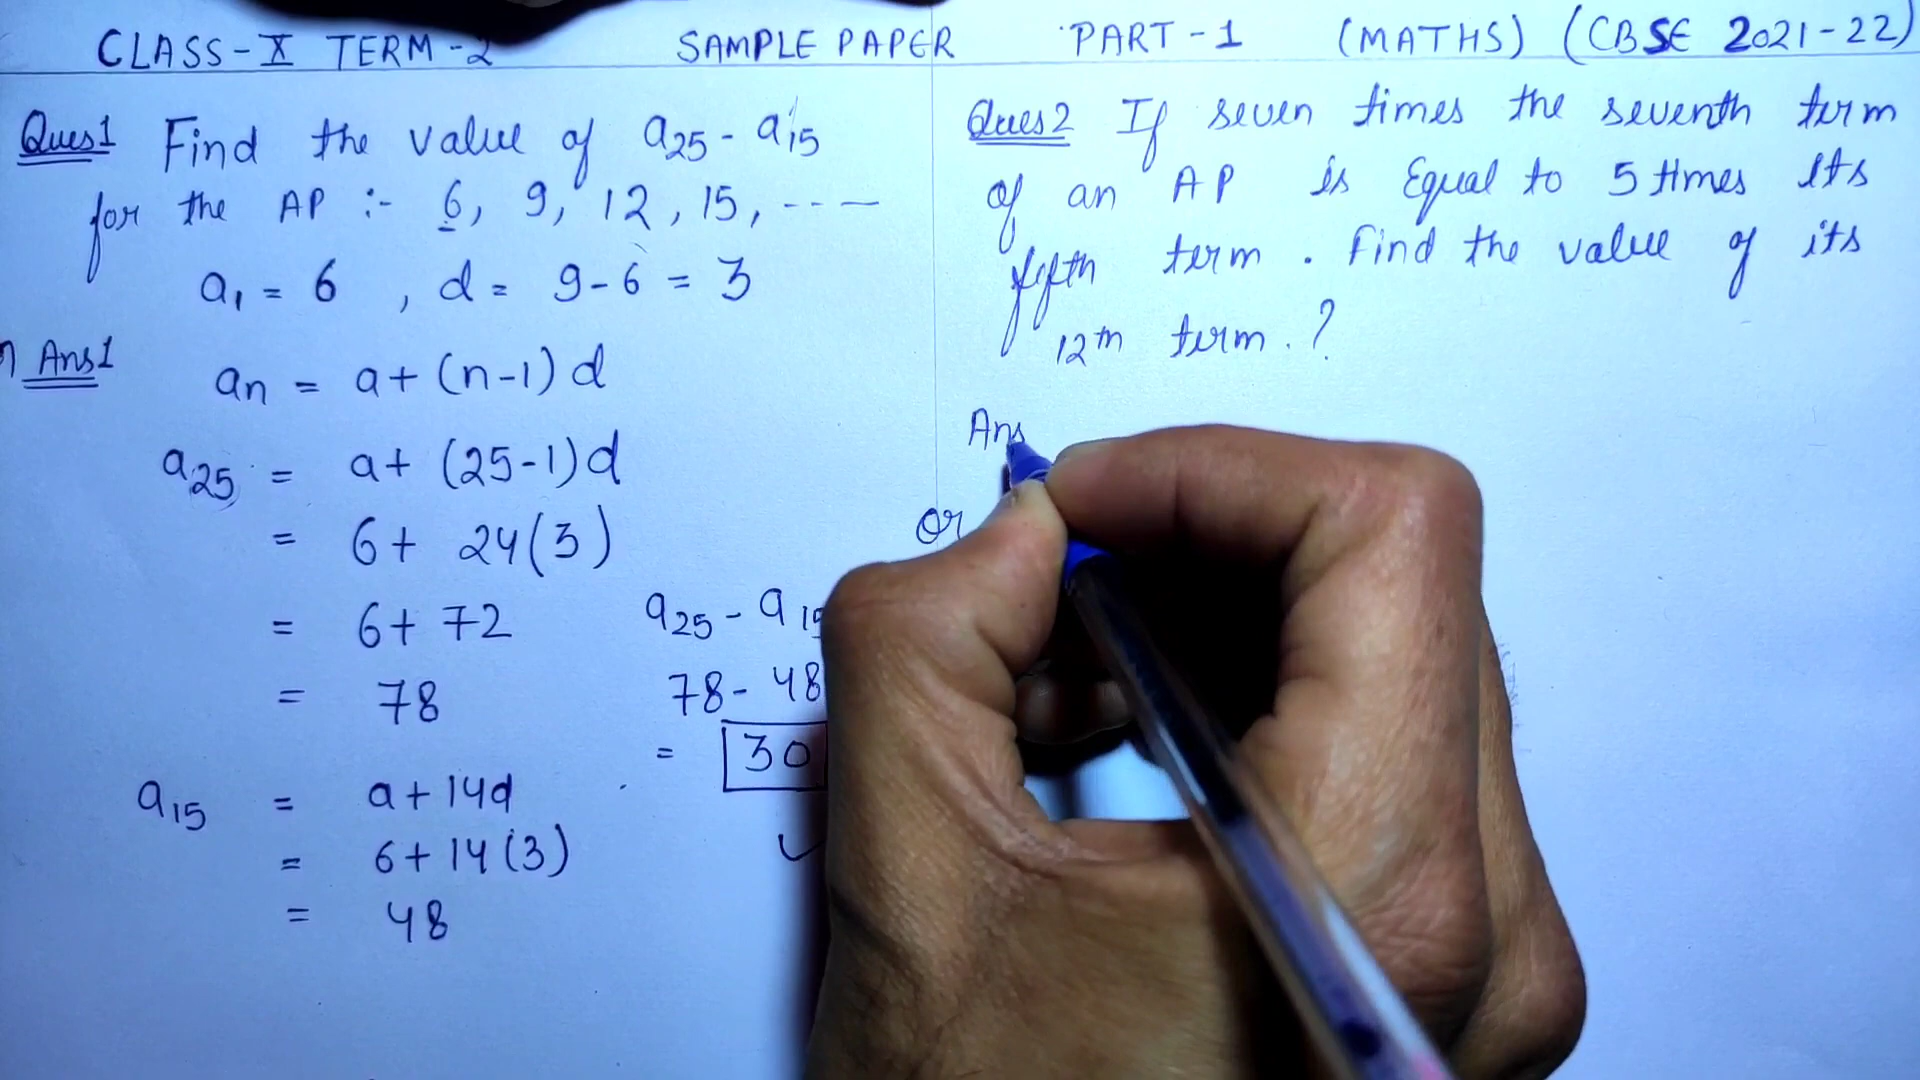 CLASS-X TERM-2 SAMPLE PAPER PART-1 (MATHS) (CBSE 2021-22)
Ques1 Find the value of a25 - a15
for the AP :- 6, 9, 12, 15, ---
a1 = 6 , d = 9-6 = 3
Ans1
an = a+(n-1)d
a25 = a+ (25-1)d
= 6+ 24(3)
= 6+ 72
= 78
a15 = a+14d
= 6+14(3)
= 48
a25 - a15
78- 48
= 30
Ques2 If seven times the seventh term
of an AP is Equal to 5 times its
fifth term . Find the value of its
12th term.?
Ans
or